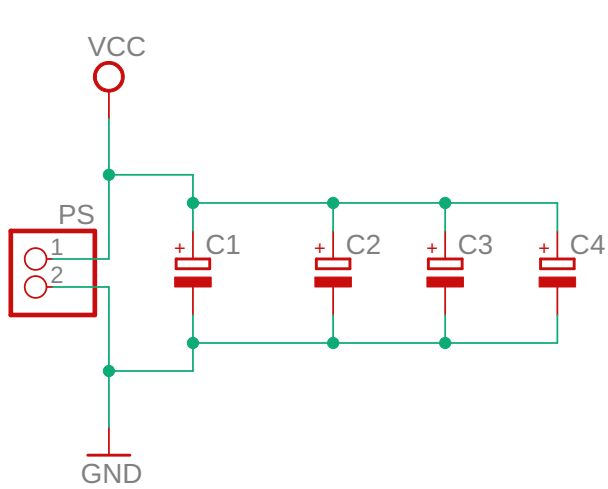 VCC
PS
1
2
+ C1
+ C2
+ C3
+ C4
GND